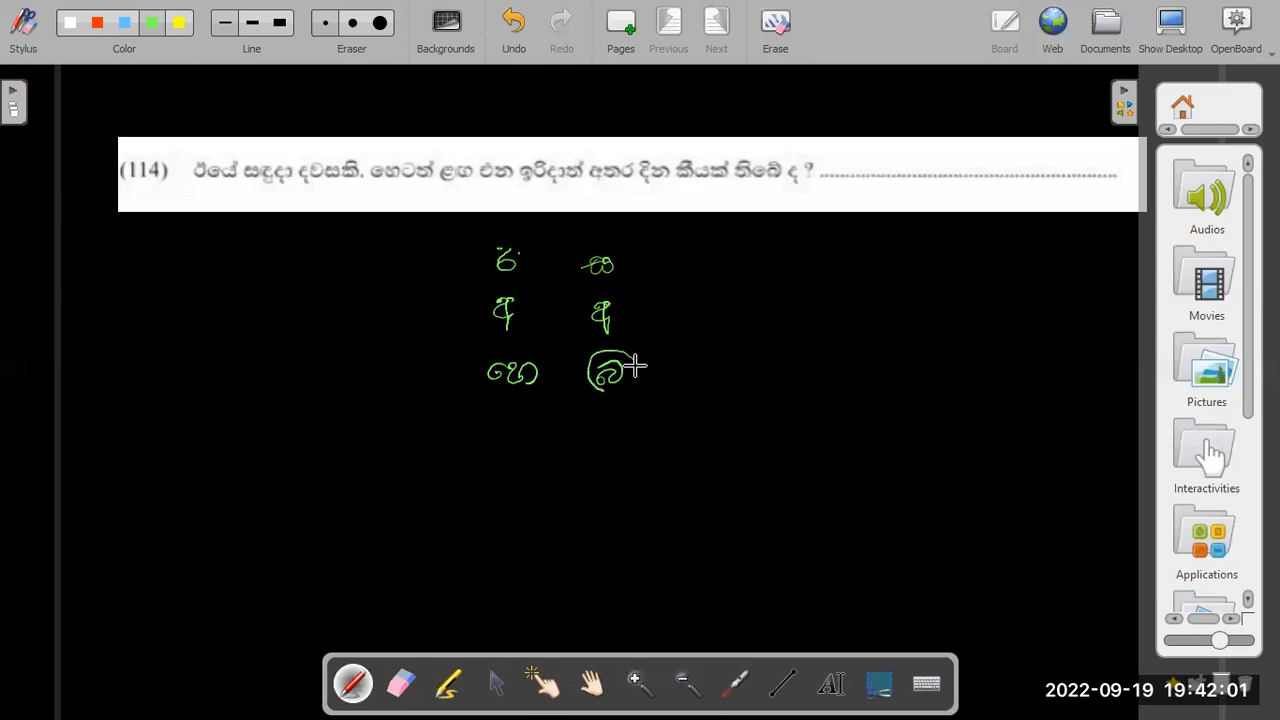 Stylus Color Line Eraser Backgrounds Undo Redo Pages Previous Next Erase Board Web Documents Show Desktop OpenBoard
(114) ඊයේ සඳුදා දවසකි. හෙටත් ළඟ එන ඉරිදාත් අතර දින කීයක් තිබේ ද ? ......................................................
ඊ ස
අ අ
හෙ බ
Audios
Movies
Pictures
Interactivities
Applications
2022-09-19 19:42:01